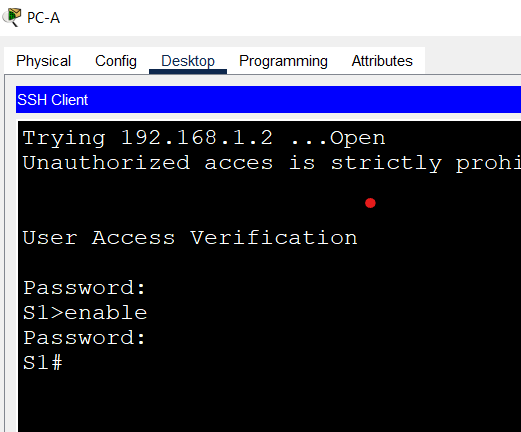 PC-A
Physical Config Desktop Programming Attributes
SSH Client
Trying 192.168.1.2 ...Open
Unauthorized acces is strictly prohi
User Access Verification
Password:
S1>enable
Password:
S1#